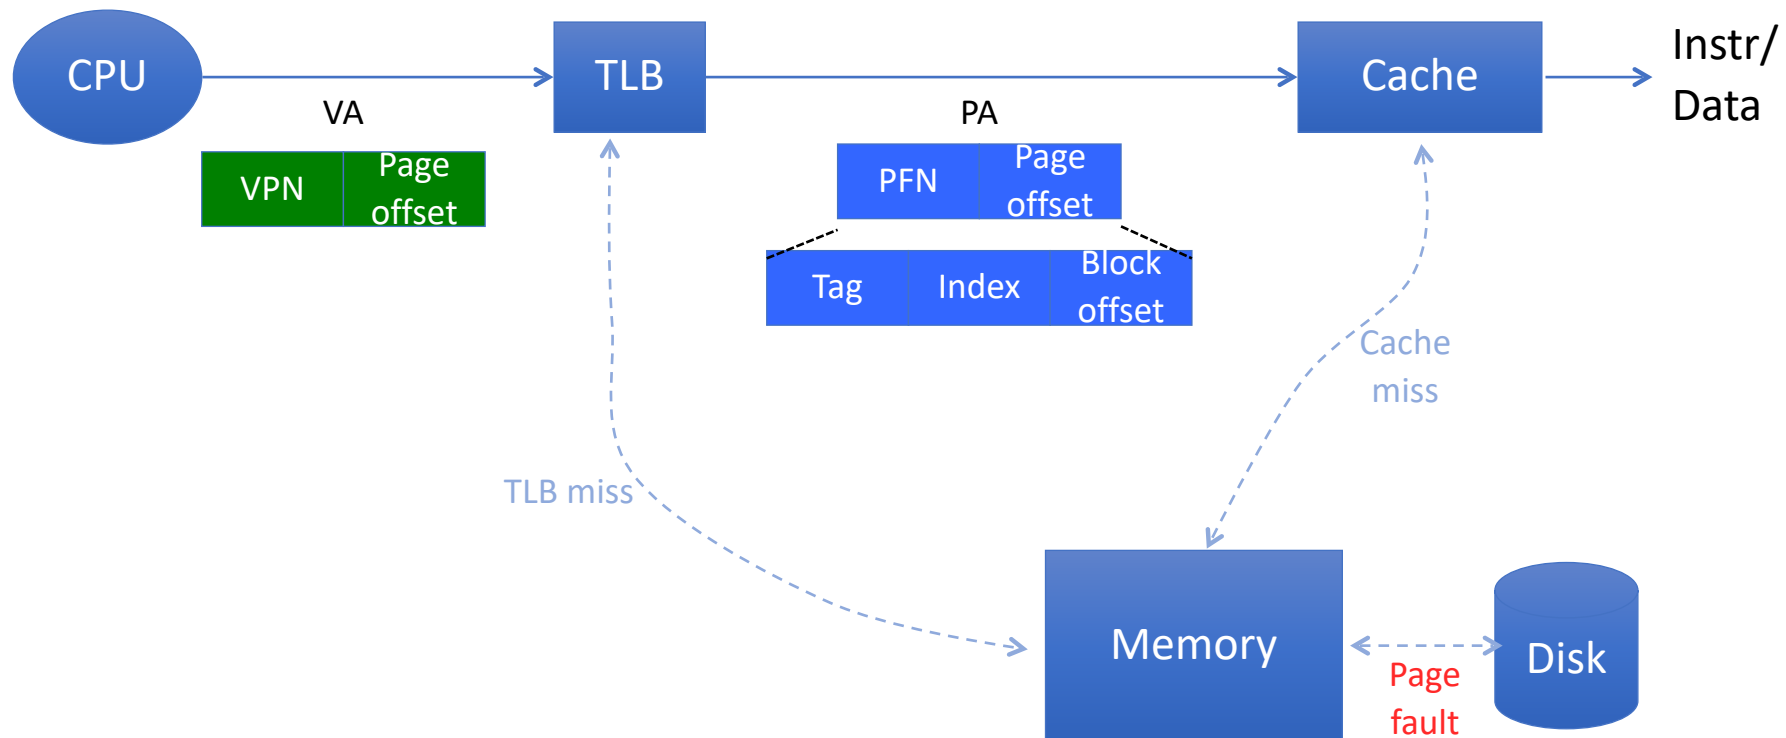 CPU
TLB
Cache
Instr/
Data
VA
PA
VPN
Page
offset
PFN
Page
offset
Tag
Index
Block
offset
Cache
miss
TLB miss
Memory
Disk
Page
fault